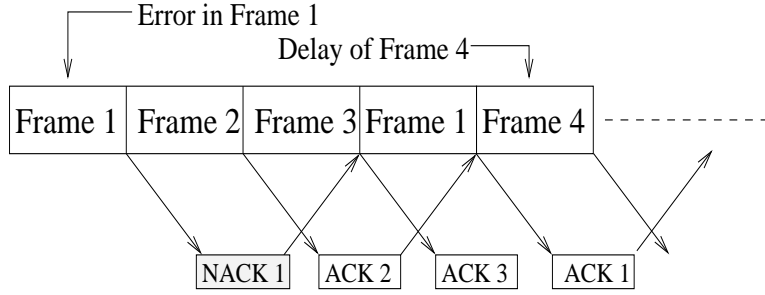 Error in Frame 1
Delay of Frame 4
Frame 1 Frame 2 Frame 3 Frame 1 Frame 4
NACK 1 ACK 2 ACK 3 ACK 1